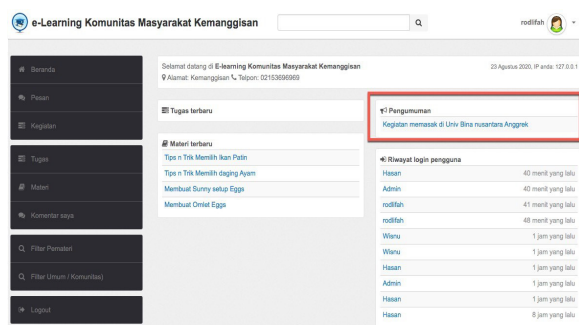 e-Learning Komunitas Masyarakat Kemanggisan
rodlifah
Beranda
Pesan
Kegiatan
Tugas
Materi
Komentar saya
Filter Pemateri
Filter Umum / Komunitas)
Logout
Selamat datang di E-learning Komunitas Masyarakat Kemanggisan
Alamat: Kemanggisan Telpon: 02153696969
23 Agustus 2020, IP anda: 127.0.0.1
Tugas terbaru
Materi terbaru
Tips n Trik Memilih Ikan Patin
Tips n Trik Memilih daging Ayam
Membuat Sunny setup Eggs
Membuat Omlet Eggs
Pengumuman
Kegiatan memasak di Univ Bina nusantara Anggrek
Riwayat login pengguna
Hasan 40 menit yang lalu
Admin 40 menit yang lalu
rodlifah 41 menit yang lalu
rodlifah 48 menit yang lalu
Wisnu 1 jam yang lalu
Wisnu 1 jam yang lalu
Hasan 1 jam yang lalu
Admin 1 jam yang lalu
Hasan 1 jam yang lalu
Hasan 8 jam yang lalu